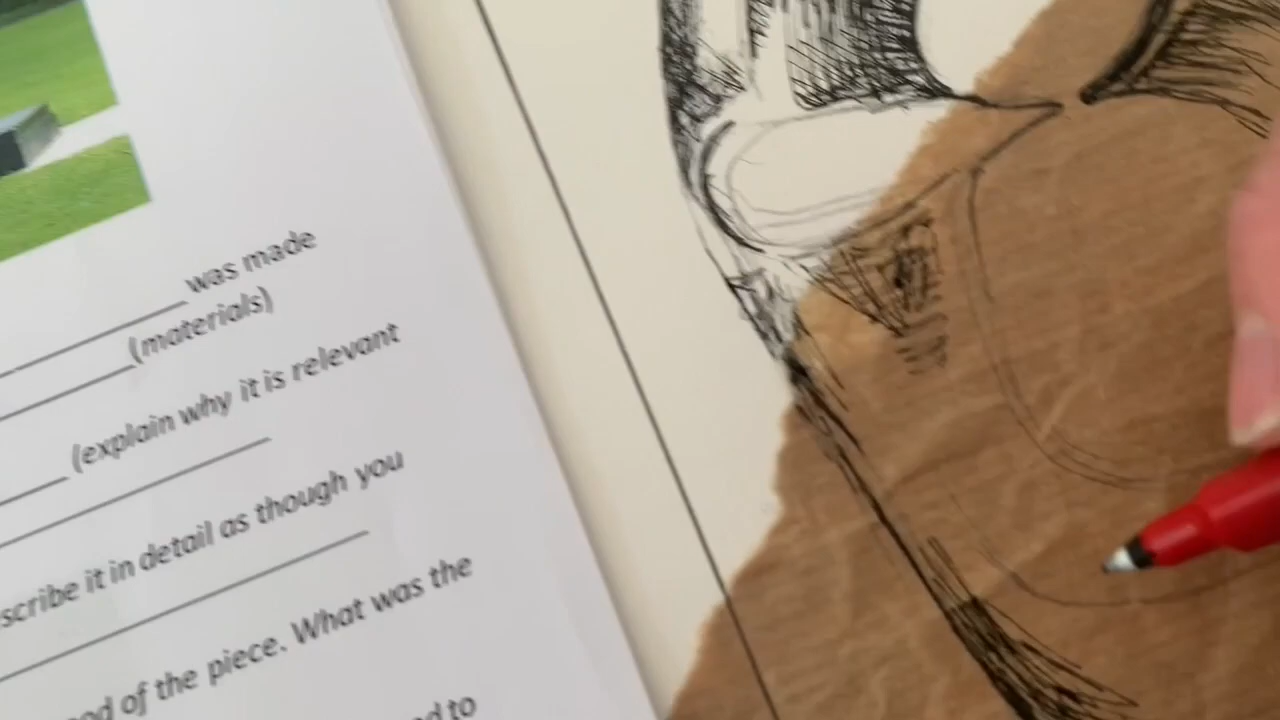 was made
(materials)
(explain why it is relevant
scribe it in detail as though you
od of the piece. What was the
d to